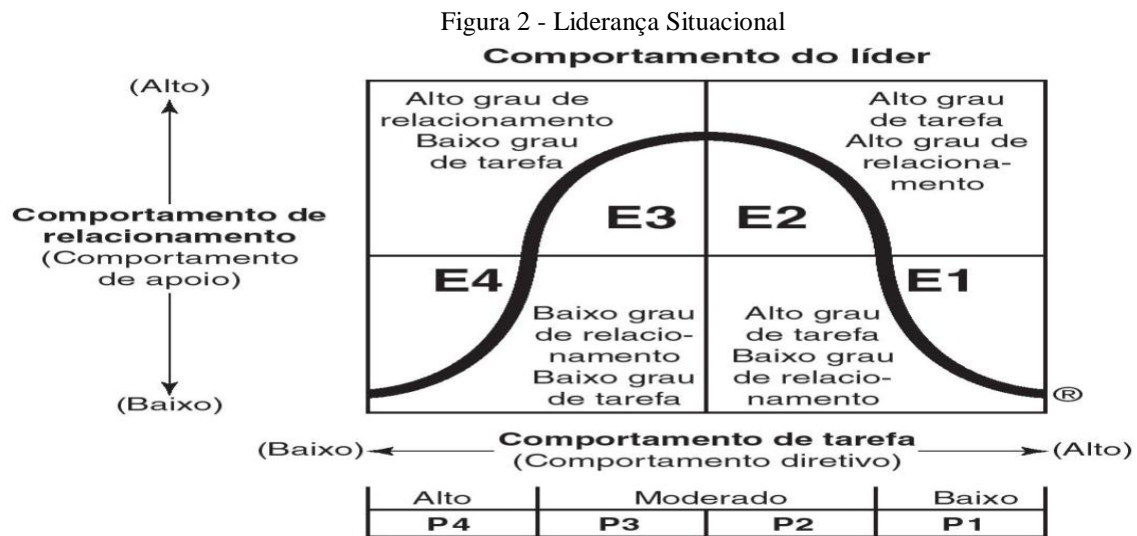 Figura 2 - Liderança Situacional
Comportamento do líder
(Alto)
Comportamento de
relacionamento
(Comportamento
de apoio)
(Baixo)
Alto grau de
relacionamento
Baixo grau
de tarefa
Alto grau
de tarefa
Alto grau de
relaciona-
mento
E3
E2
E4
E1
Baixo grau
de relacio-
namento
Baixo grau
de tarefa
Alto grau
de tarefa
Baixo grau
de relacio-
namento
®
(Baixo)
Comportamento de tarefa
(Comportamento diretivo)
(Alto)
Alto Moderado Baixo
P4 P3 P2 P1